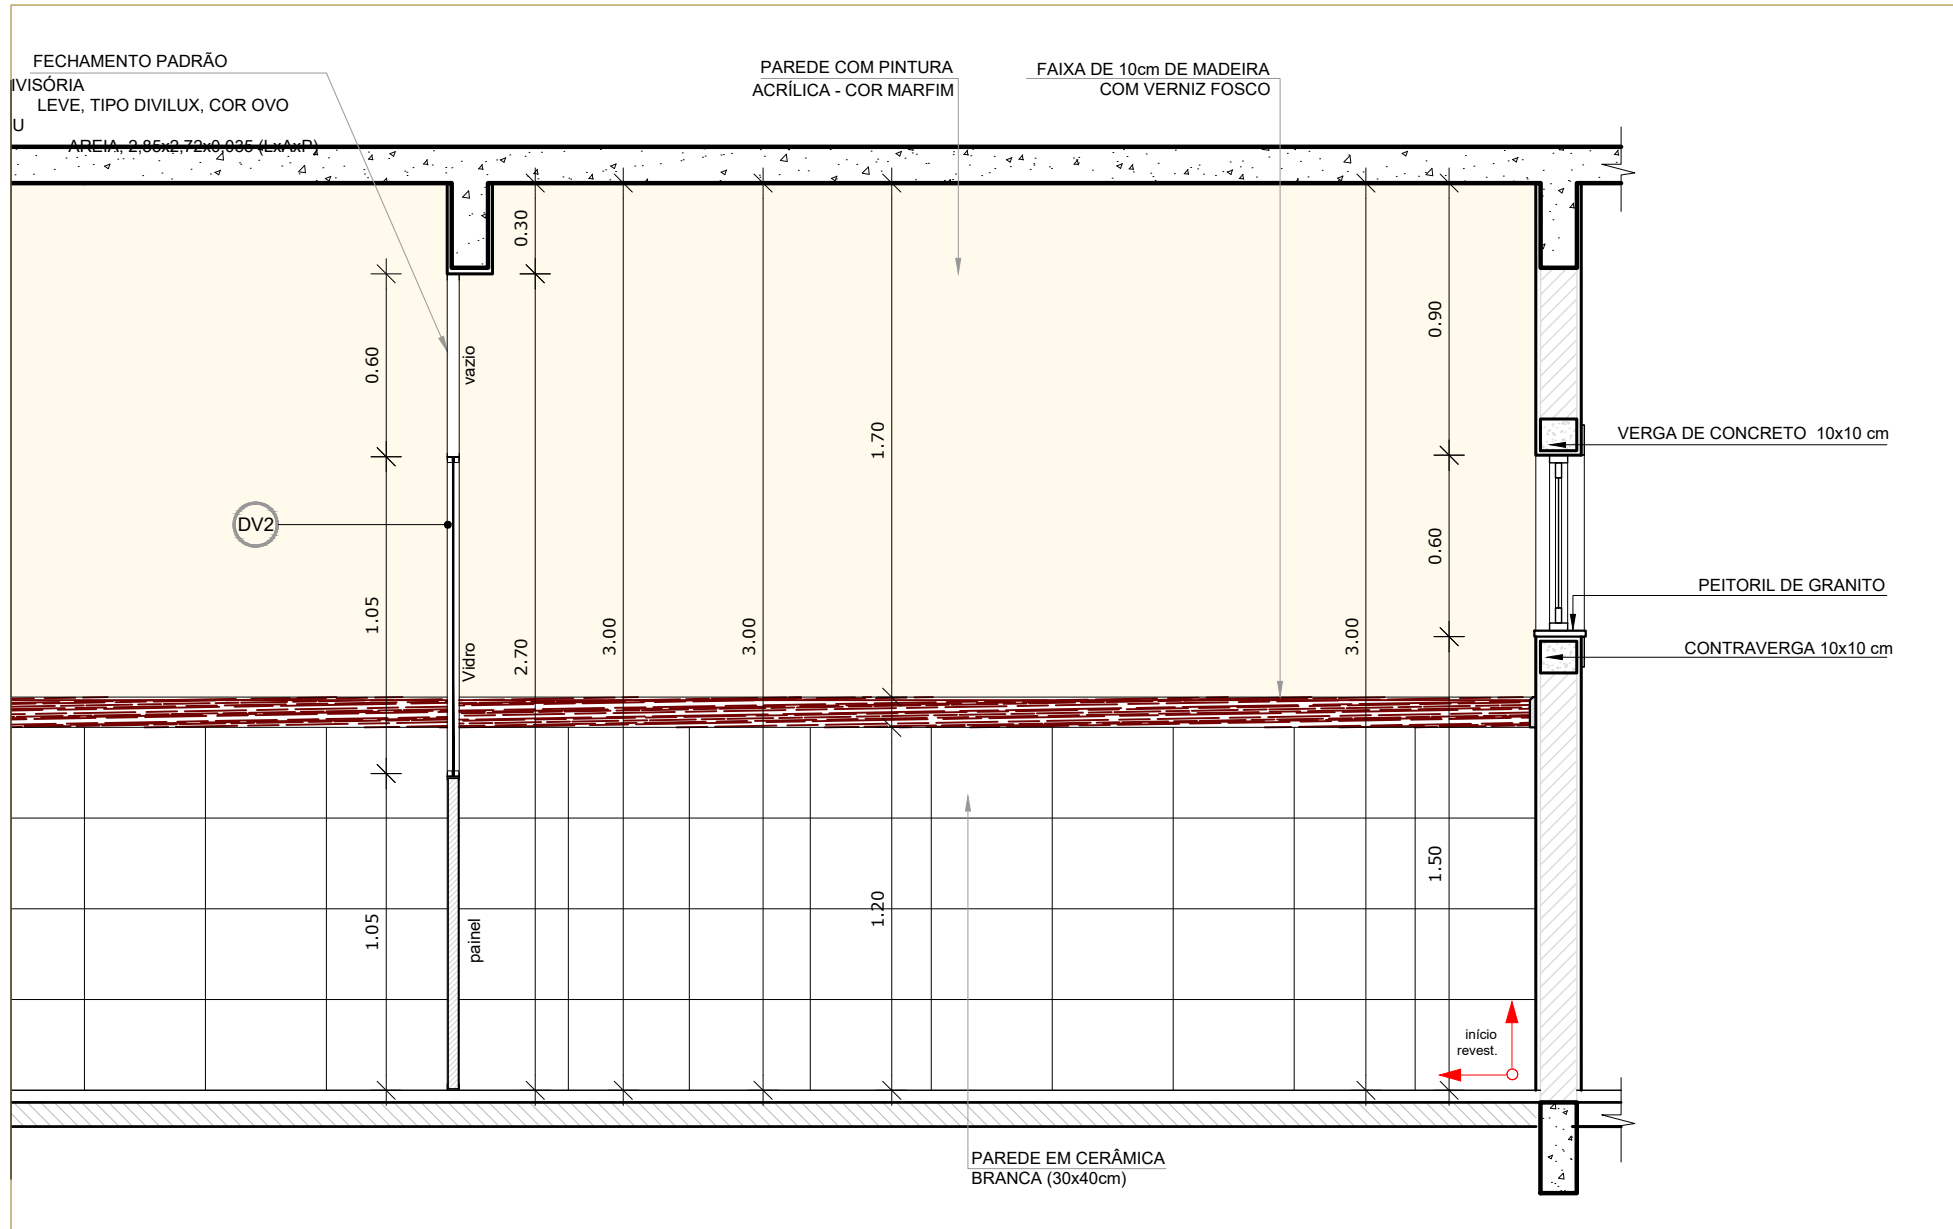 FECHAMENTO PADRÃO
IVISÓRIA
LEVE, TIPO DIVILUX, COR OVO
U
AREIA, 2,85x2,72x0,035 (LxAxP)
PAREDE COM PINTURA
ACRÍLICA - COR MARFIM
FAIXA DE 10cm DE MADEIRA
COM VERNIZ FOSCO
0.30
0.90
0.60
vazio
1.70
VERGA DE CONCRETO 10x10 cm
DV2
0.60
PEITORIL DE GRANITO
1.05
Vidro
2.70
3.00
3.00
3.00
CONTRAVERGA 10x10 cm
1.50
1.20
1.05
painel
início
revest.
PAREDE EM CERÂMICA
BRANCA (30x40cm)